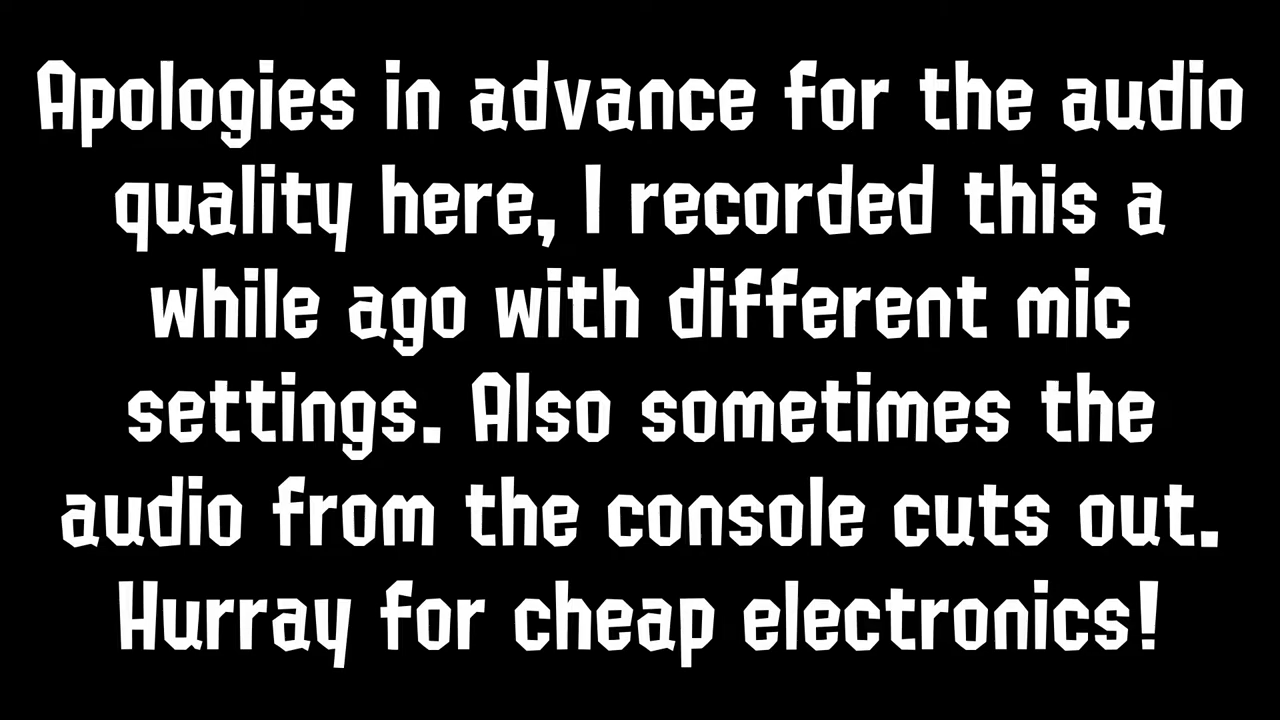 Apologies in advance for the audio
quality here, I recorded this a
while ago with different mic
settings. Also sometimes the
audio from the console cuts out.
Hurray for cheap electronics!